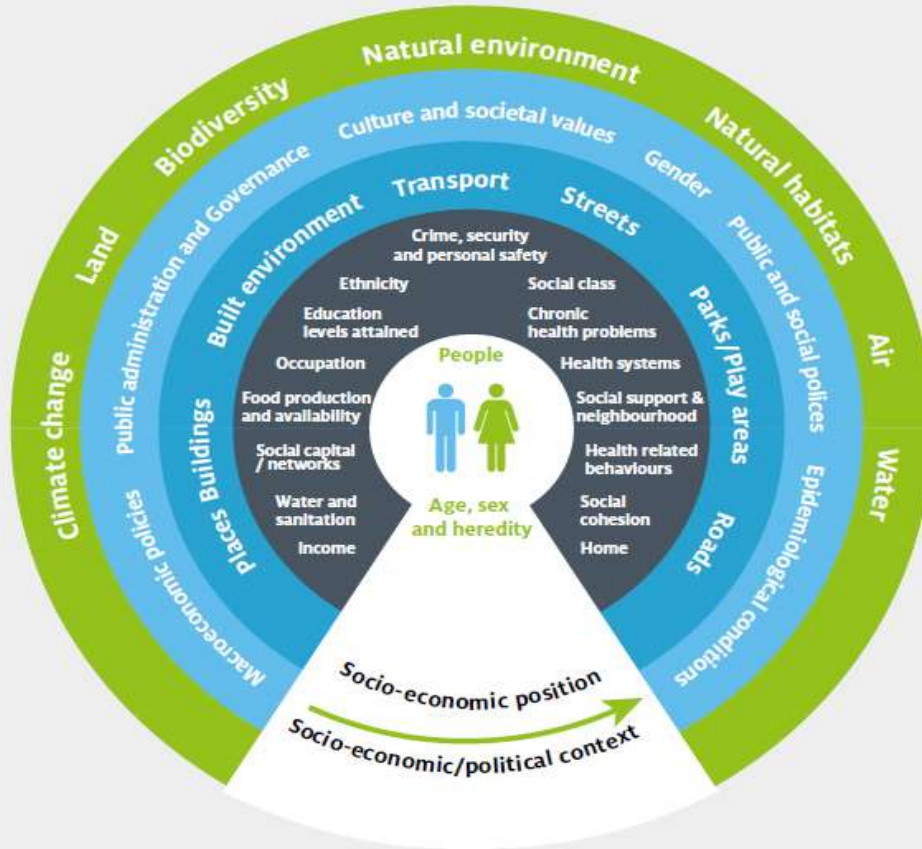 Natural environment
Biodiversity
Land
Climate change
Natural habitats
Air
Water
Culture and societal values
Public administration and Governance
Macroeconomic policies
Gender
Public and social polices
Epidemiological conditions
Transport
Built environment
Places Buildings
Streets
Parks/Play areas
Roads
Crime, security
and personal safety
Ethnicity
Education
levels attained
Occupation
Food production
and availability
Social capital
/ networks
Water and
sanitation
Income
Social class
Chronic
health problems
Health systems
Social support &
neighbourhood
Health related
behaviours
Social
cohesion
Home
People
Age, sex
and heredity
Socio-economic position
Socio-economic/political context